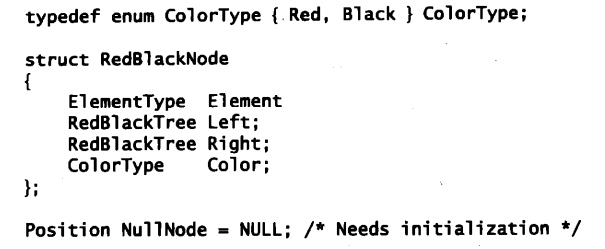 typedef enum ColorType { Red, Black } ColorType;
struct RedBlackNode
{
ElementType Element
RedBlackTree Left;
RedBlackTree Right;
ColorType Color;
};
Position NullNode = NULL; /* Needs initialization */